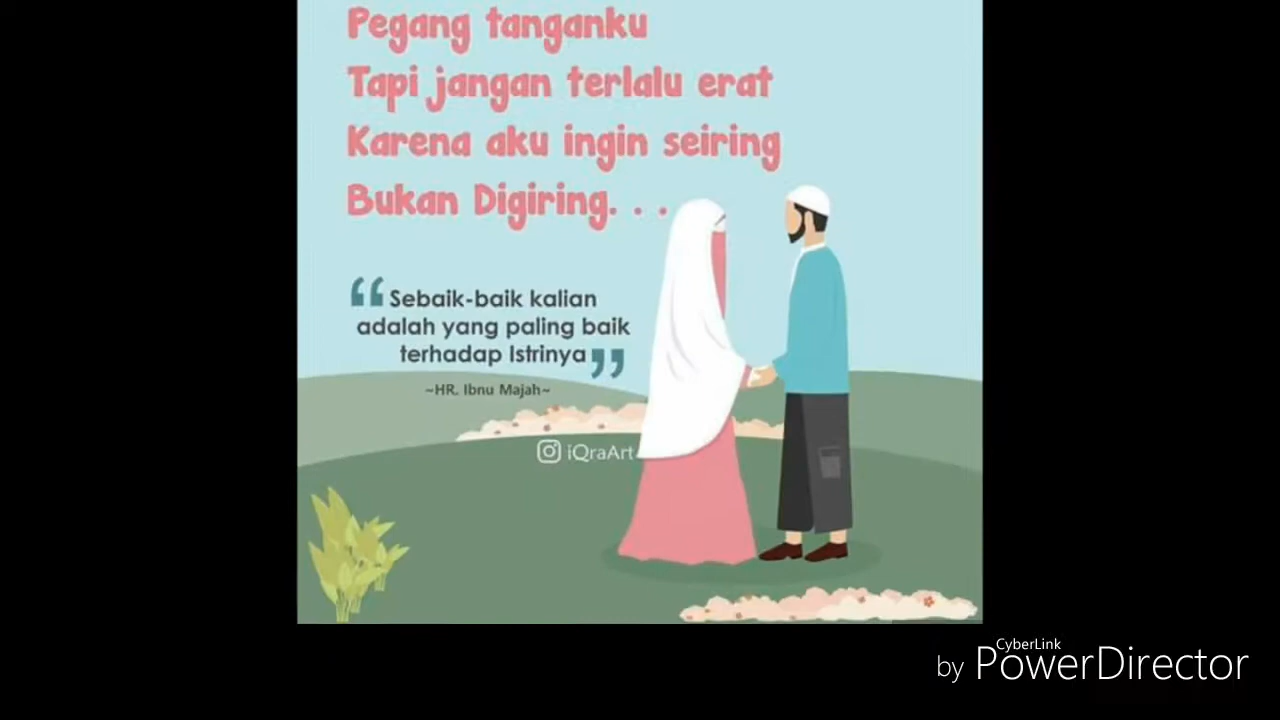 Pegang tanganku
Tapi jangan terlalu erat
Karena aku ingin seiring
Bukan Digiring. . .
“Sebaik-baik kalian
adalah yang paling baik
terhadap Istrinya”
~HR. Ibnu Majah~
iQraArt
CyberLink
by PowerDirector